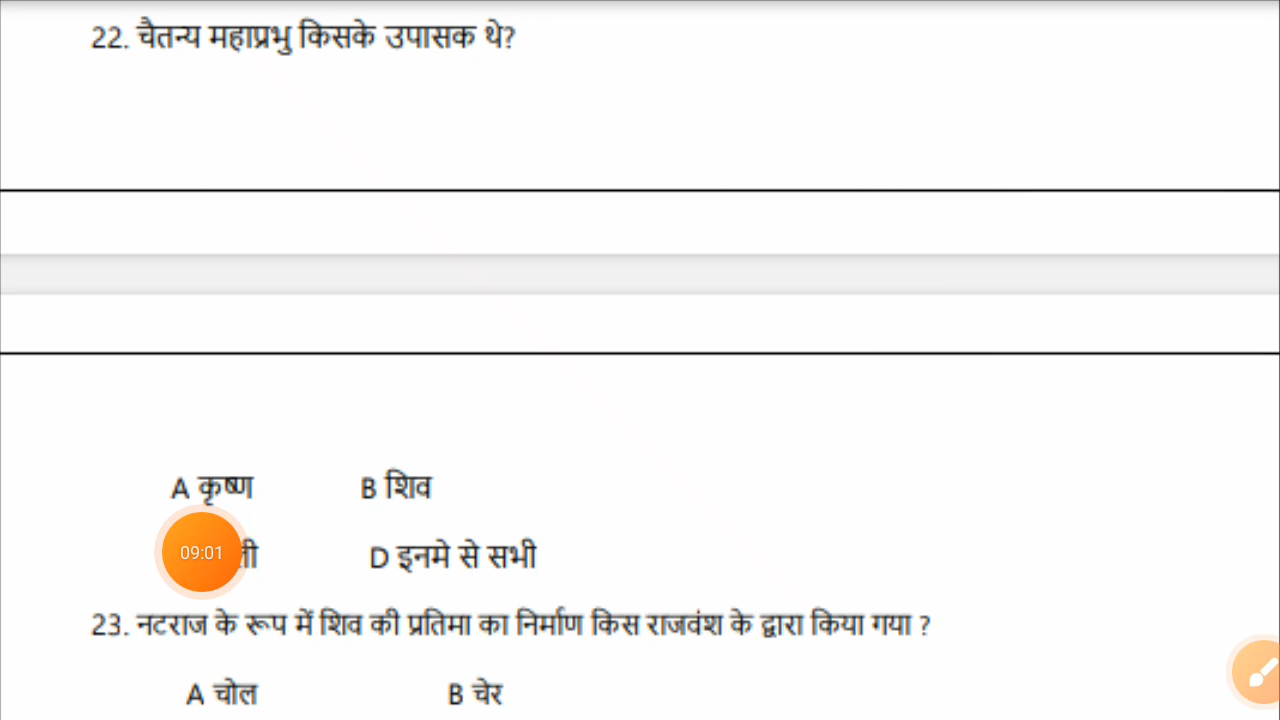 22. चैतन्य महाप्रभु किसके उपासक थे?
A कृष्ण B शिव
09:01 D इनमे से सभी
23. नटराज के रूप में शिव की प्रतिमा का निर्माण किस राजवंश के द्वारा किया गया ?
A चोल B चेर